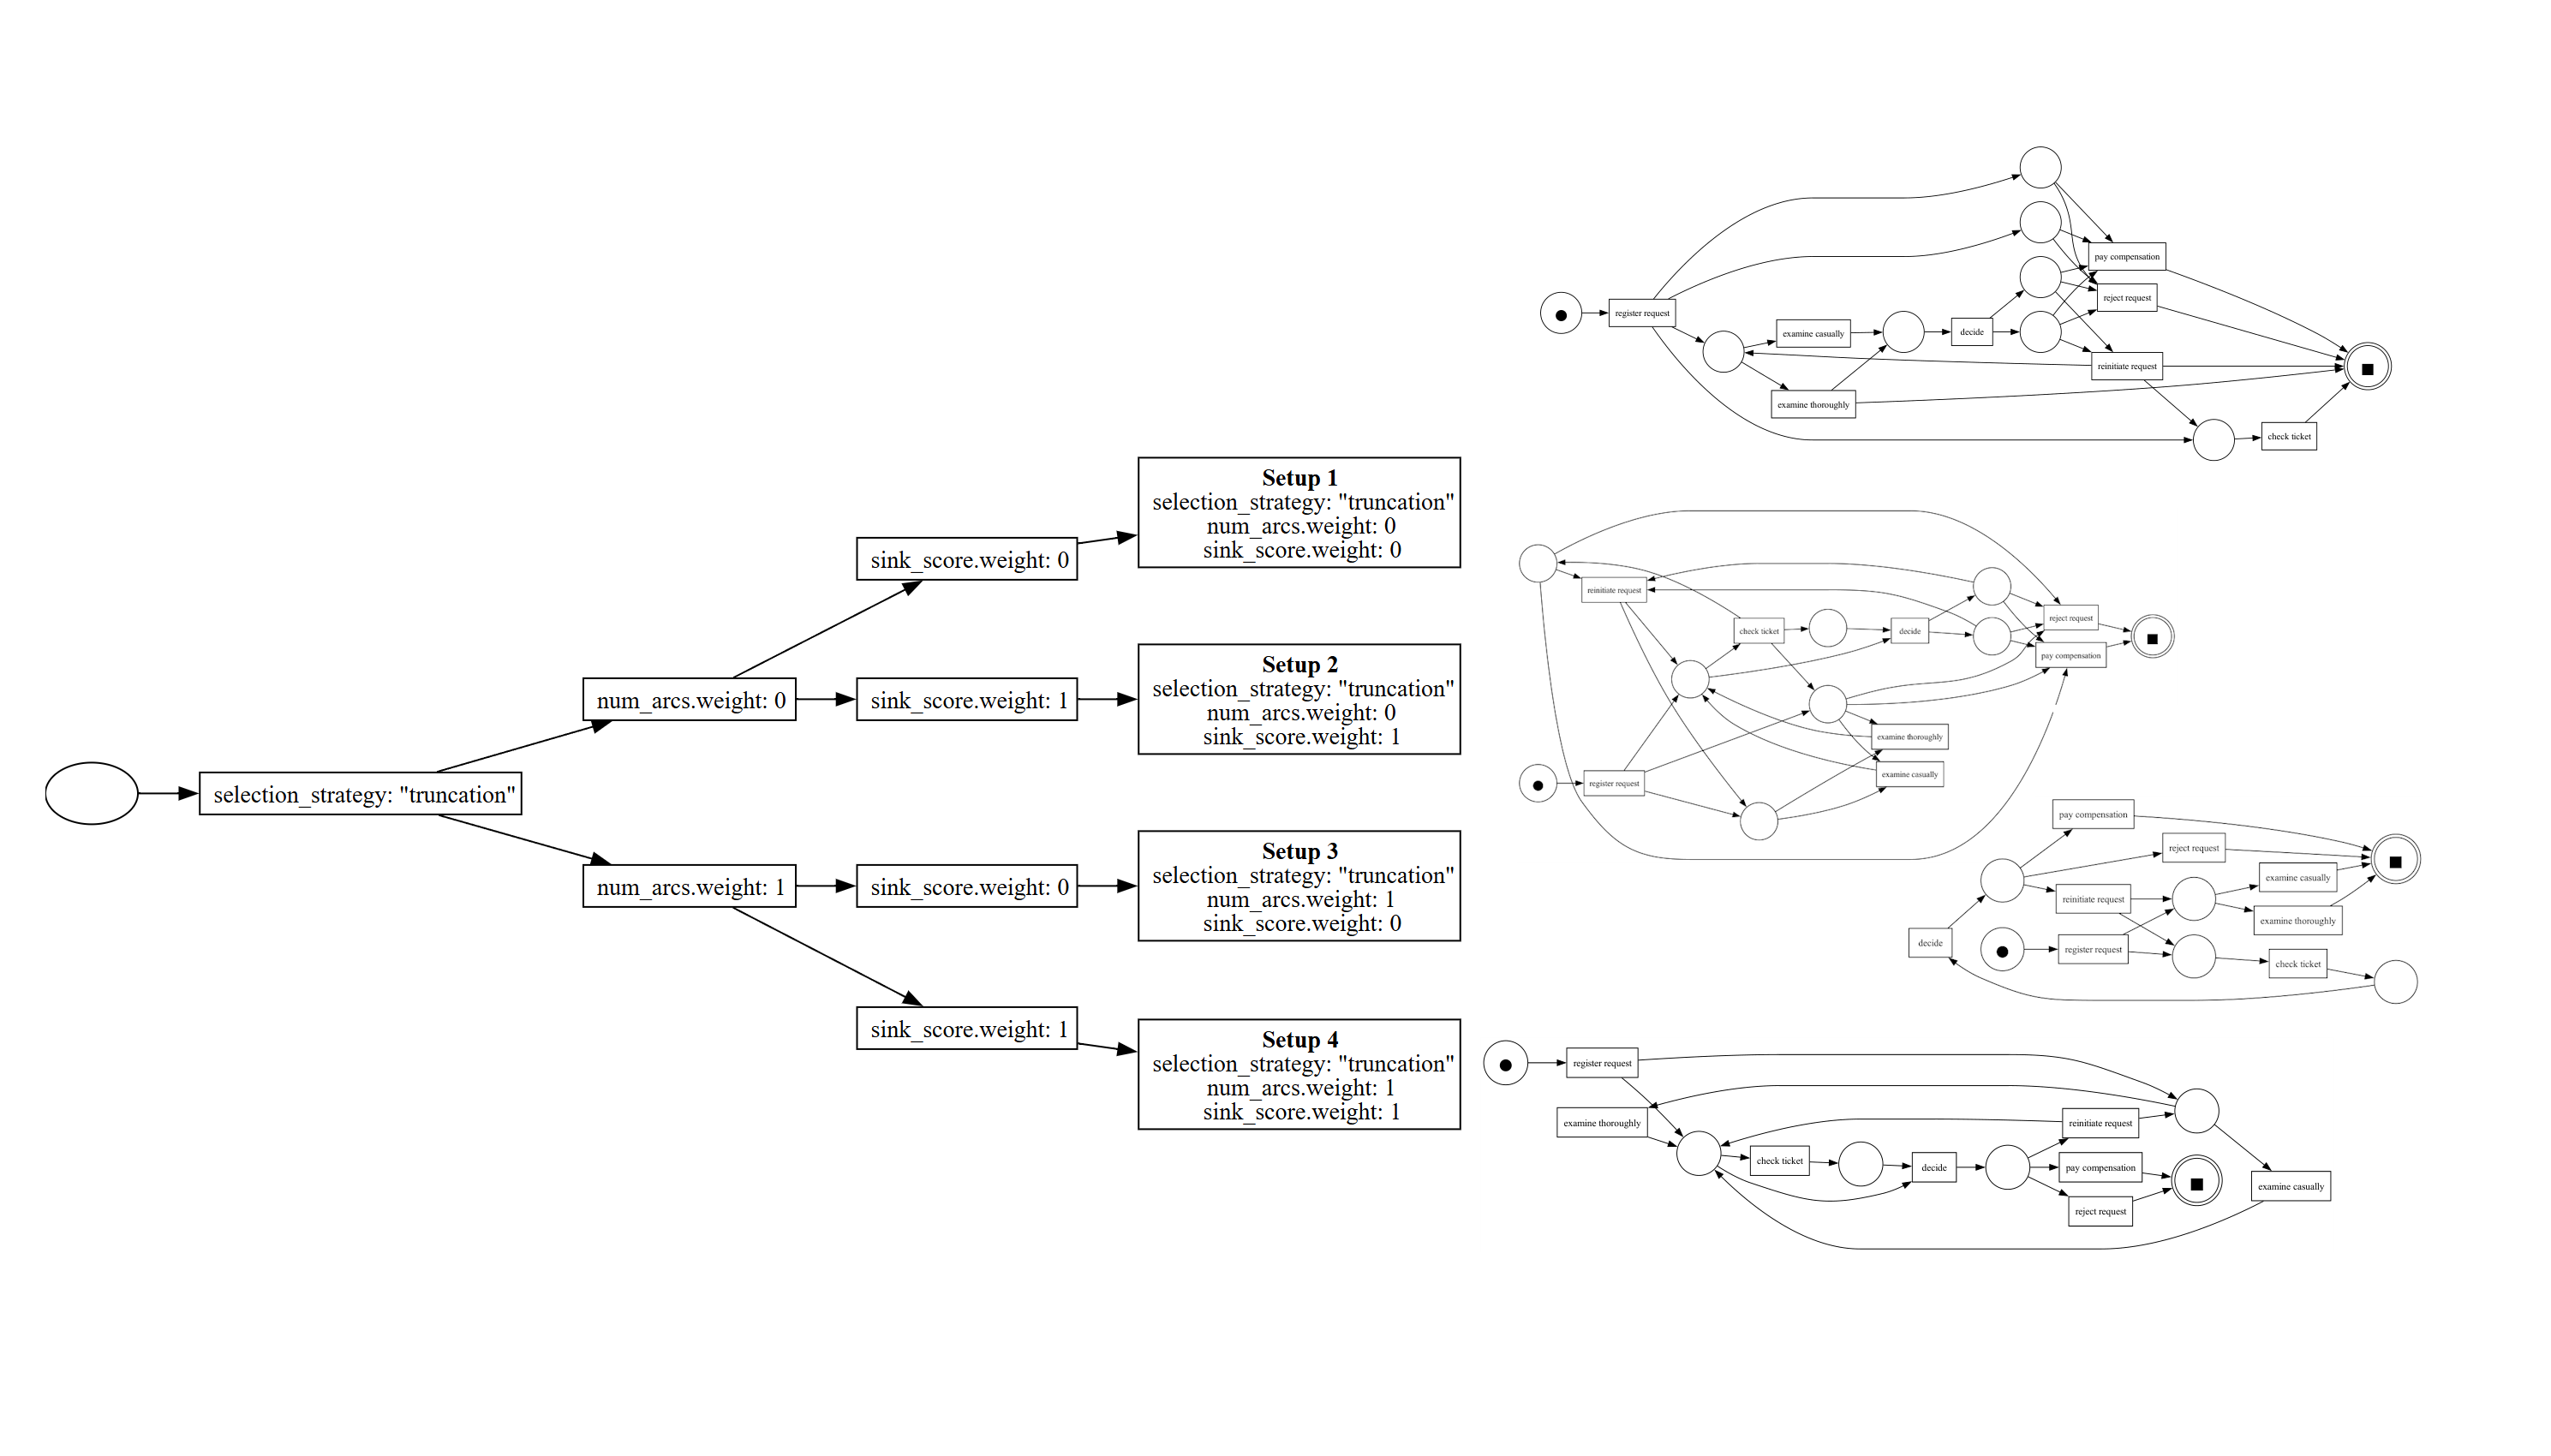 selection_strategy: "truncation"
num_arcs.weight: 0
num_arcs.weight: 1
sink_score.weight: 0
sink_score.weight: 1
sink_score.weight: 0
sink_score.weight: 1
Setup 1
selection_strategy: "truncation"
num_arcs.weight: 0
sink_score.weight: 0
Setup 2
selection_strategy: "truncation"
num_arcs.weight: 0
sink_score.weight: 1
Setup 3
selection_strategy: "truncation"
num_arcs.weight: 1
sink_score.weight: 0
Setup 4
selection_strategy: "truncation"
num_arcs.weight: 1
sink_score.weight: 1
register request
examine casually
examine thoroughly
decide
pay compensation
reject request
reinitiate request
check ticket
reinitiate request
register request
check ticket
decide
examine thoroughly
examine casually
reject request
pay compensation
decide
pay compensation
reject request
reinitiate request
register request
examine casually
examine thoroughly
check ticket
register request
examine thoroughly
check ticket
decide
reinitiate request
pay compensation
reject request
examine casually